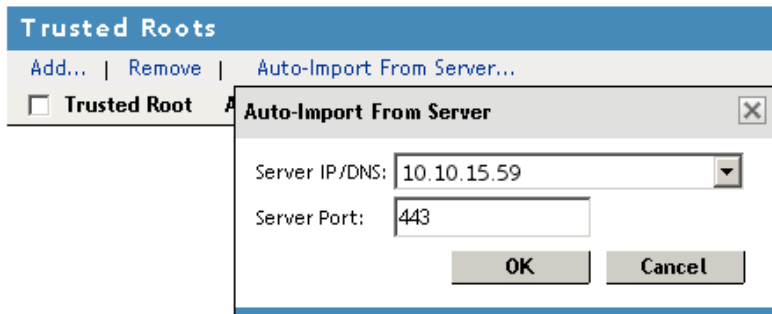 Trusted Roots
Add... | Remove | Auto-Import From Server...
Trusted Root
Auto-Import From Server
Server IP/DNS: 10.10.15.59
Server Port: 443
OK Cancel